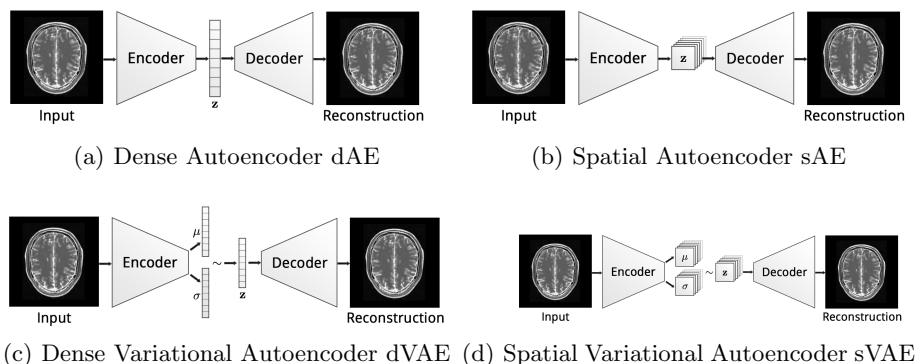 Encoder
Decoder
z
Input
Reconstruction
(a) Dense Autoencoder dAE
Encoder
z
Decoder
Input
Reconstruction
(b) Spatial Autoencoder sAE
μ
Encoder
~
Decoder
σ
z
Input
Reconstruction
(c) Dense Variational Autoencoder dVAE
μ
Encoder
~
z
Decoder
σ
Input
Reconstruction
(d) Spatial Variational Autoencoder sVAE